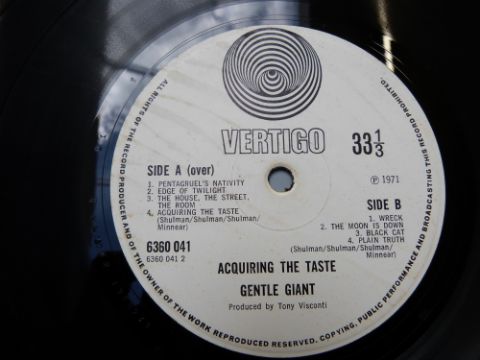 VERTIGO
33 1/3
SIDE A (over)
1. PENTAGRUEL'S NATIVITY
2. EDGE OF TWILIGHT
3. THE HOUSE, THE STREET,
THE ROOM
4. ACQUIRING THE TASTE
(Shulman/Shulman/Shulman/
Minnear)
6360 041
6360 041 2
℗ 1971
SIDE B
1. WRECK
2. THE MOON IS DOWN
3. BLACK CAT
4. PLAIN TRUTH
(Shulman/Shulman/Shulman/
Minnear)
ACQUIRING THE TASTE
GENTLE GIANT
Produced by Tony Visconti
ALL RIGHTS OF THE RECORD PRODUCER AND OF THE OWNER OF THE WORK REPRODUCED RESERVED. COPYING, PUBLIC PERFORMANCE AND BROADCASTING THIS RECORD PROHIBITED.